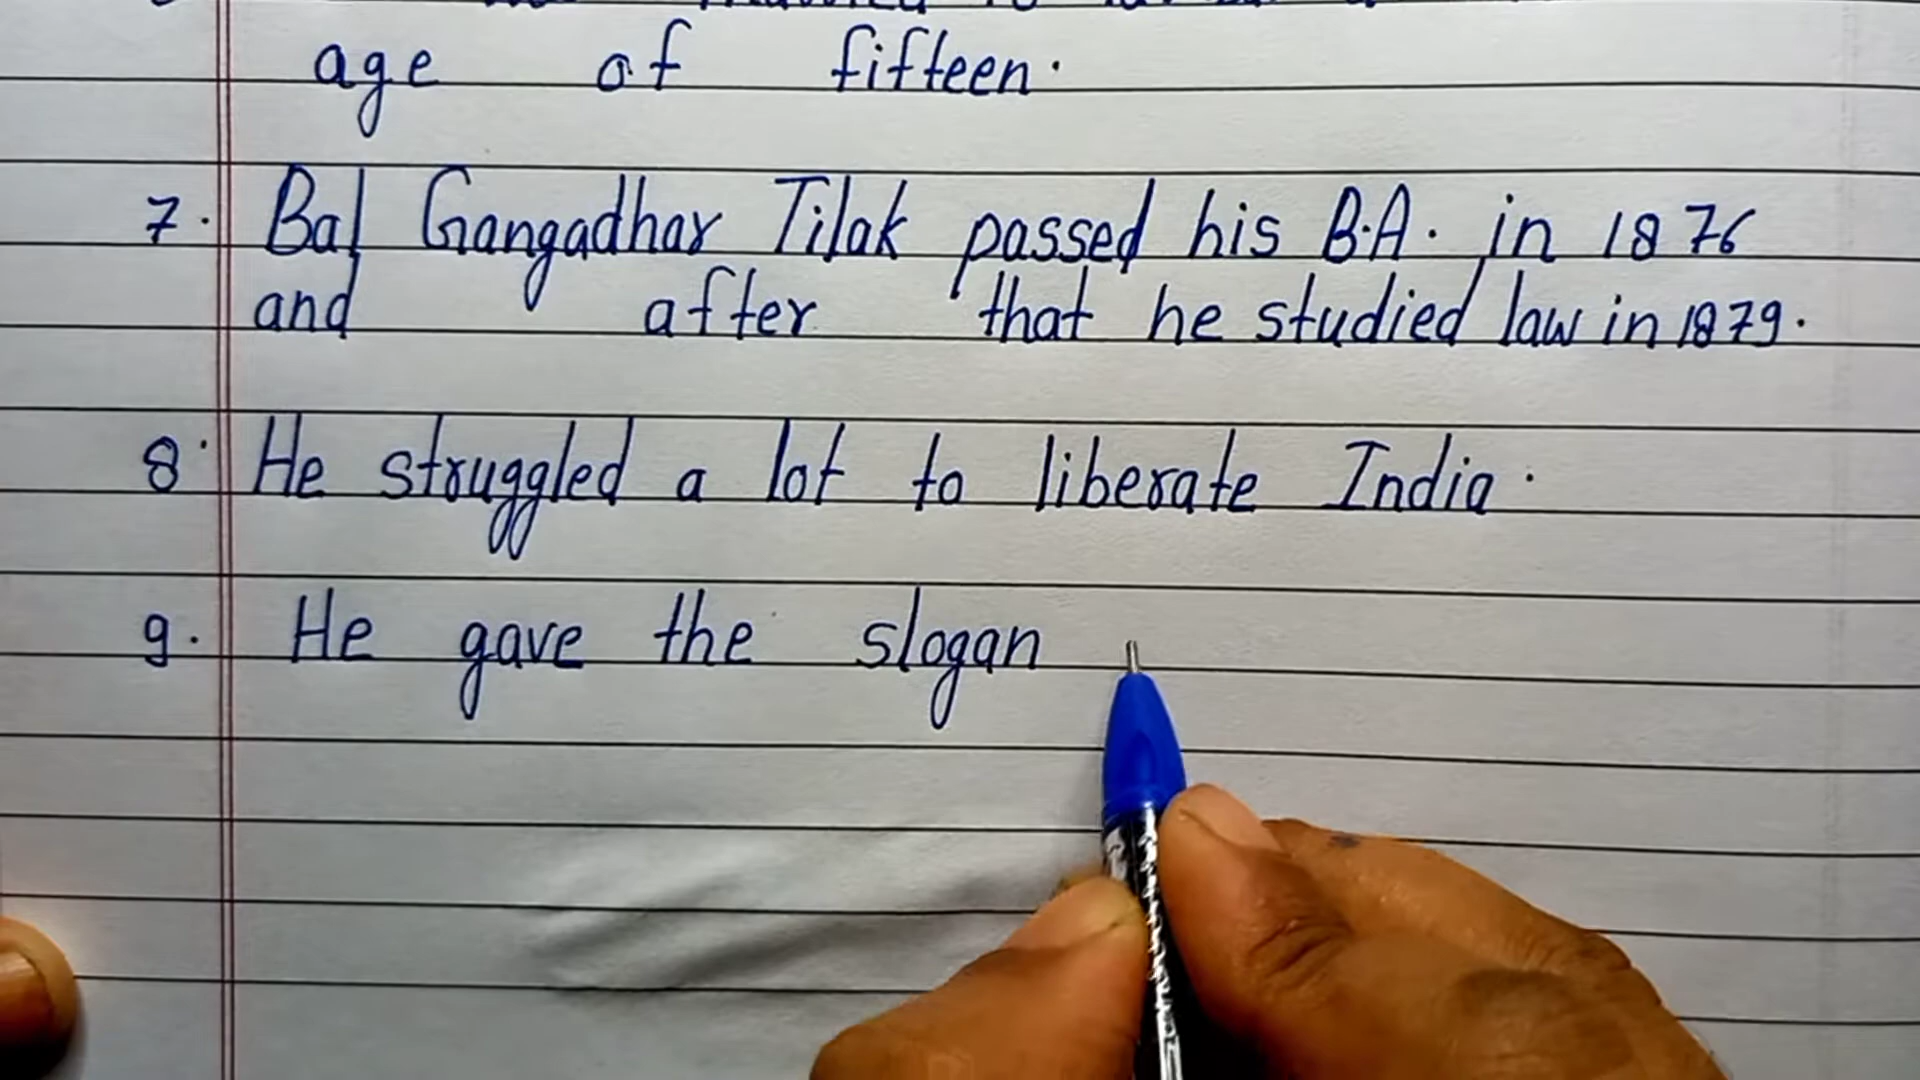 age of fifteen.
7. Bal Gangadhar Tilak passed his B.A. in 1876
and after that he studied law in 1879.
8. He struggled a lot to liberate India.
9. He gave the slogan